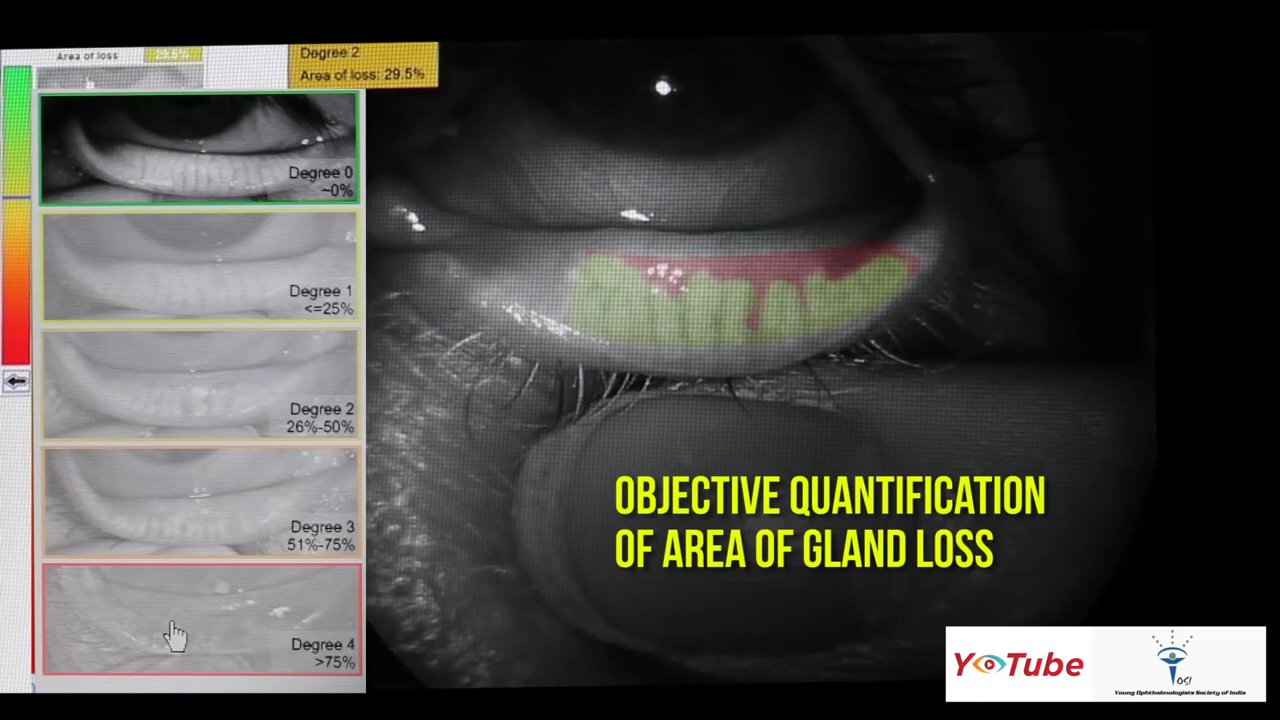 Area of loss 29.5%
Degree 2
Area of loss: 29.5%
Degree 0
~0%
Degree 1
<=25%
Degree 2
26%-50%
Degree 3
51%-75%
Degree 4
>75%
OBJECTIVE QUANTIFICATION
OF AREA OF GLAND LOSS
YOTube
YOSI
Young Ophthalmologists Society of India